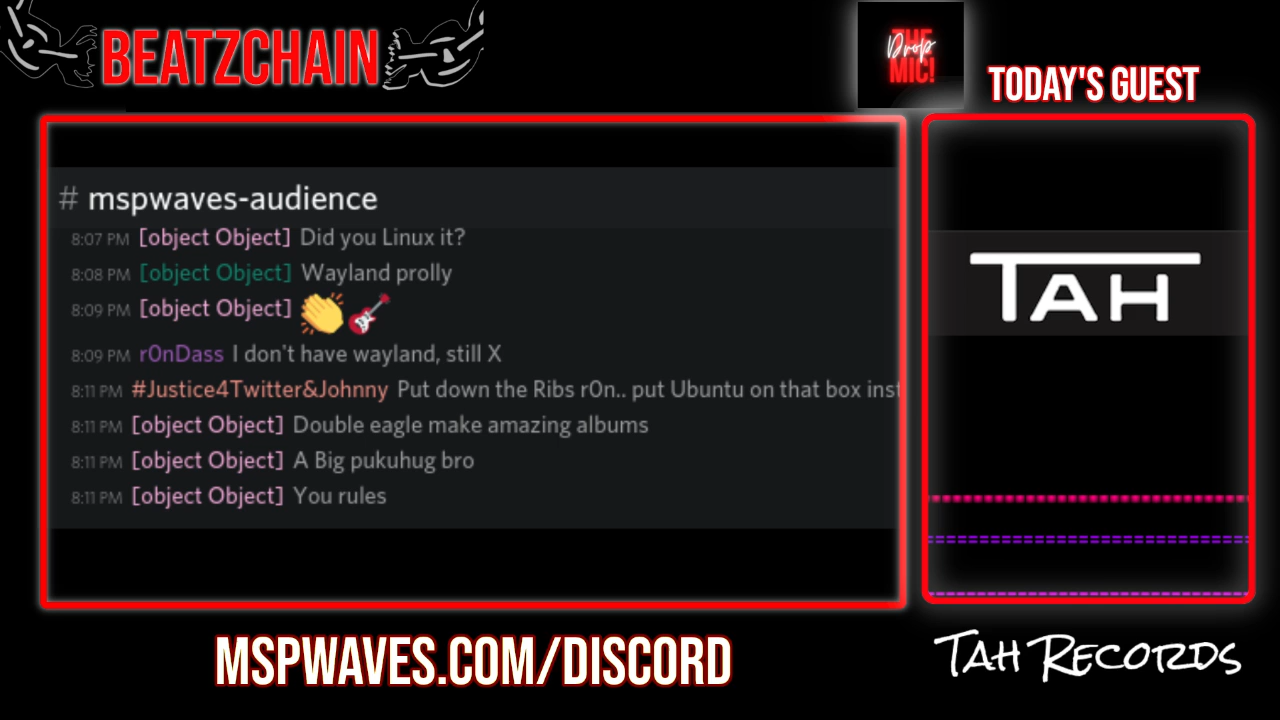 BEATZCHAIN
THE
Drop
MIC!
TODAY'S GUEST
# mspwaves-audience
8:07 PM [object Object] Did you Linux it?
8:08 PM [object Object] Wayland prolly
8:09 PM [object Object] 👏🎸
8:09 PM r0nDass I don't have wayland, still X
8:11 PM #Justice4Twitter&Johnny Put down the Ribs r0n.. put Ubuntu on that box inst
8:11 PM [object Object] Double eagle make amazing albums
8:11 PM [object Object] A Big pukuhug bro
8:11 PM [object Object] You rules
TAH
MSPWAVES.COM/DISCORD
TAH RECORDS